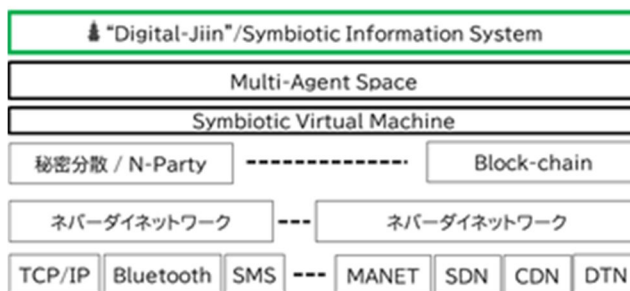 “Digital-Jiin”/Symbiotic Information System
Multi-Agent Space
Symbiotic Virtual Machine
秘密分散 / N-Party Block-chain
ネバーダイネットワーク ネバーダイネットワーク
TCP/IP Bluetooth SMS MANET SDN CDN DTN